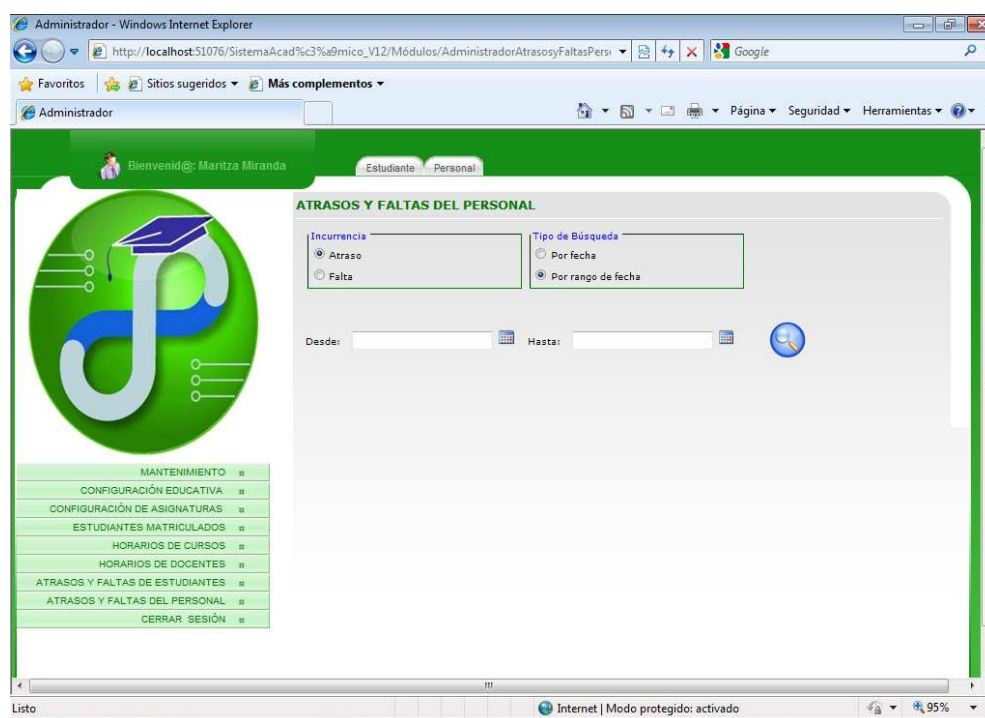 Administrador - Windows Internet Explorer
http://localhost:51076/SistemaAcad%c3%a9mico_V12/Módulos/AdministradorAtrasosyFaltasPers
Google
Favoritos Sitios sugeridos Más complementos
Administrador Página Seguridad Herramientas
Bienvenid@: Maritza Miranda Estudiante Personal
ATRASOS Y FALTAS DEL PERSONAL
Incurrencia
Atraso
Falta
Tipo de Búsqueda
Por fecha
Por rango de fecha
Desde: Hasta:
MANTENIMIENTO
CONFIGURACIÓN EDUCATIVA
CONFIGURACIÓN DE ASIGNATURAS
ESTUDIANTES MATRICULADOS
HORARIOS DE CURSOS
HORARIOS DE DOCENTES
ATRASOS Y FALTAS DE ESTUDIANTES
ATRASOS Y FALTAS DEL PERSONAL
CERRAR SESIÓN
Listo Internet | Modo protegido: activado 95%